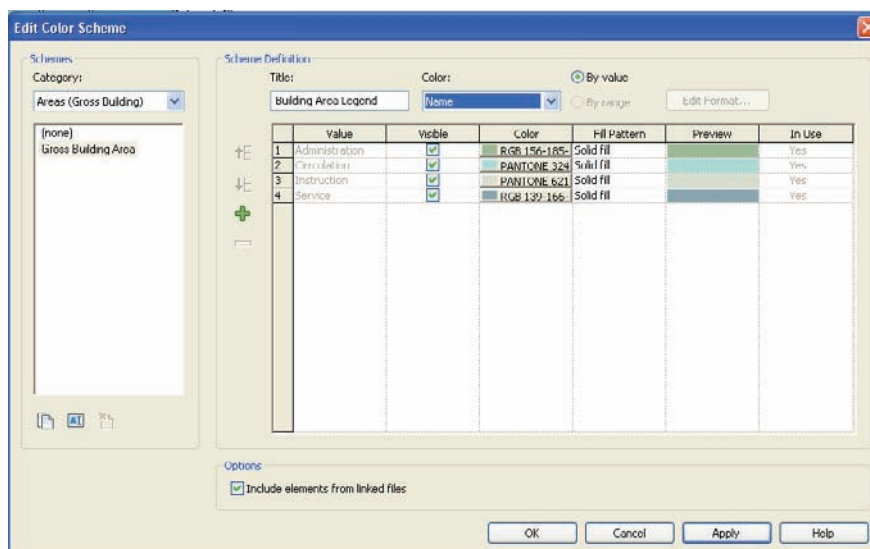 Edit Color Scheme
Schemes
Category:
Areas (Gross Building)
(none)
Gross Building Area
Scheme Definition
Title:
Building Area Legend
Color:
Name
By value
By range
Edit Format...
Value Visible Color Fill Pattern Preview In Use
1 Administration RGB 156-185- Solid fill Yes
2 Circulation PANTONE 324 Solid fill Yes
3 Instruction PANTONE 621 Solid fill Yes
4 Service RGB 139-166- Solid fill Yes
Options
Include elements from linked files
OK Cancel Apply Help